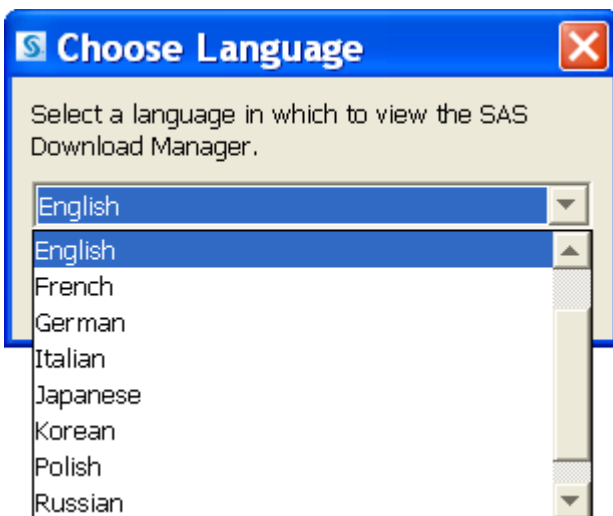 Choose Language
Select a language in which to view the SAS
Download Manager.
English
English
French
German
Italian
Japanese
Korean
Polish
Russian